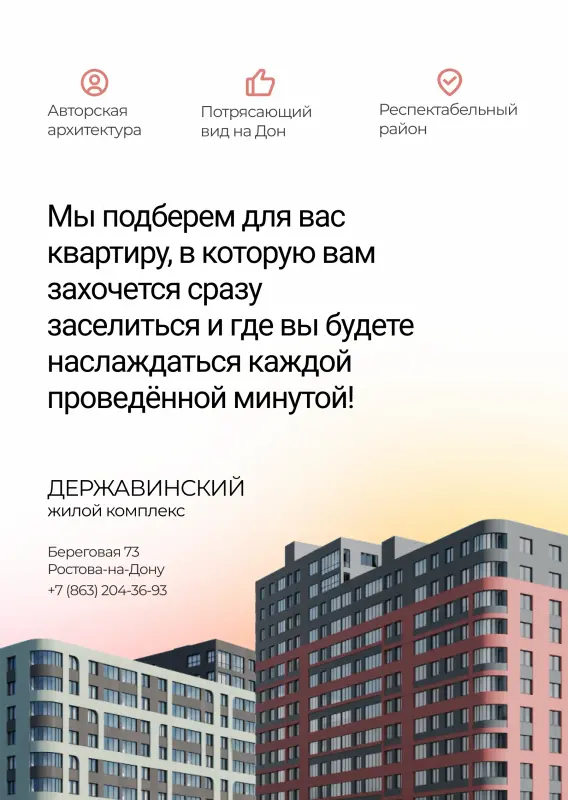 Авторская
архитектура
Потрясающий
вид на Дон
Респектабельный
район
Мы подберем для вас
квартиру, в которую вам
захочется сразу
заселиться и где вы будете
наслаждаться каждой
проведённой минутой!
ДЕРЖАВИНСКИЙ
жилой комплекс
Береговая 73
Ростова-на-Дону
+7 (863) 204-36-93